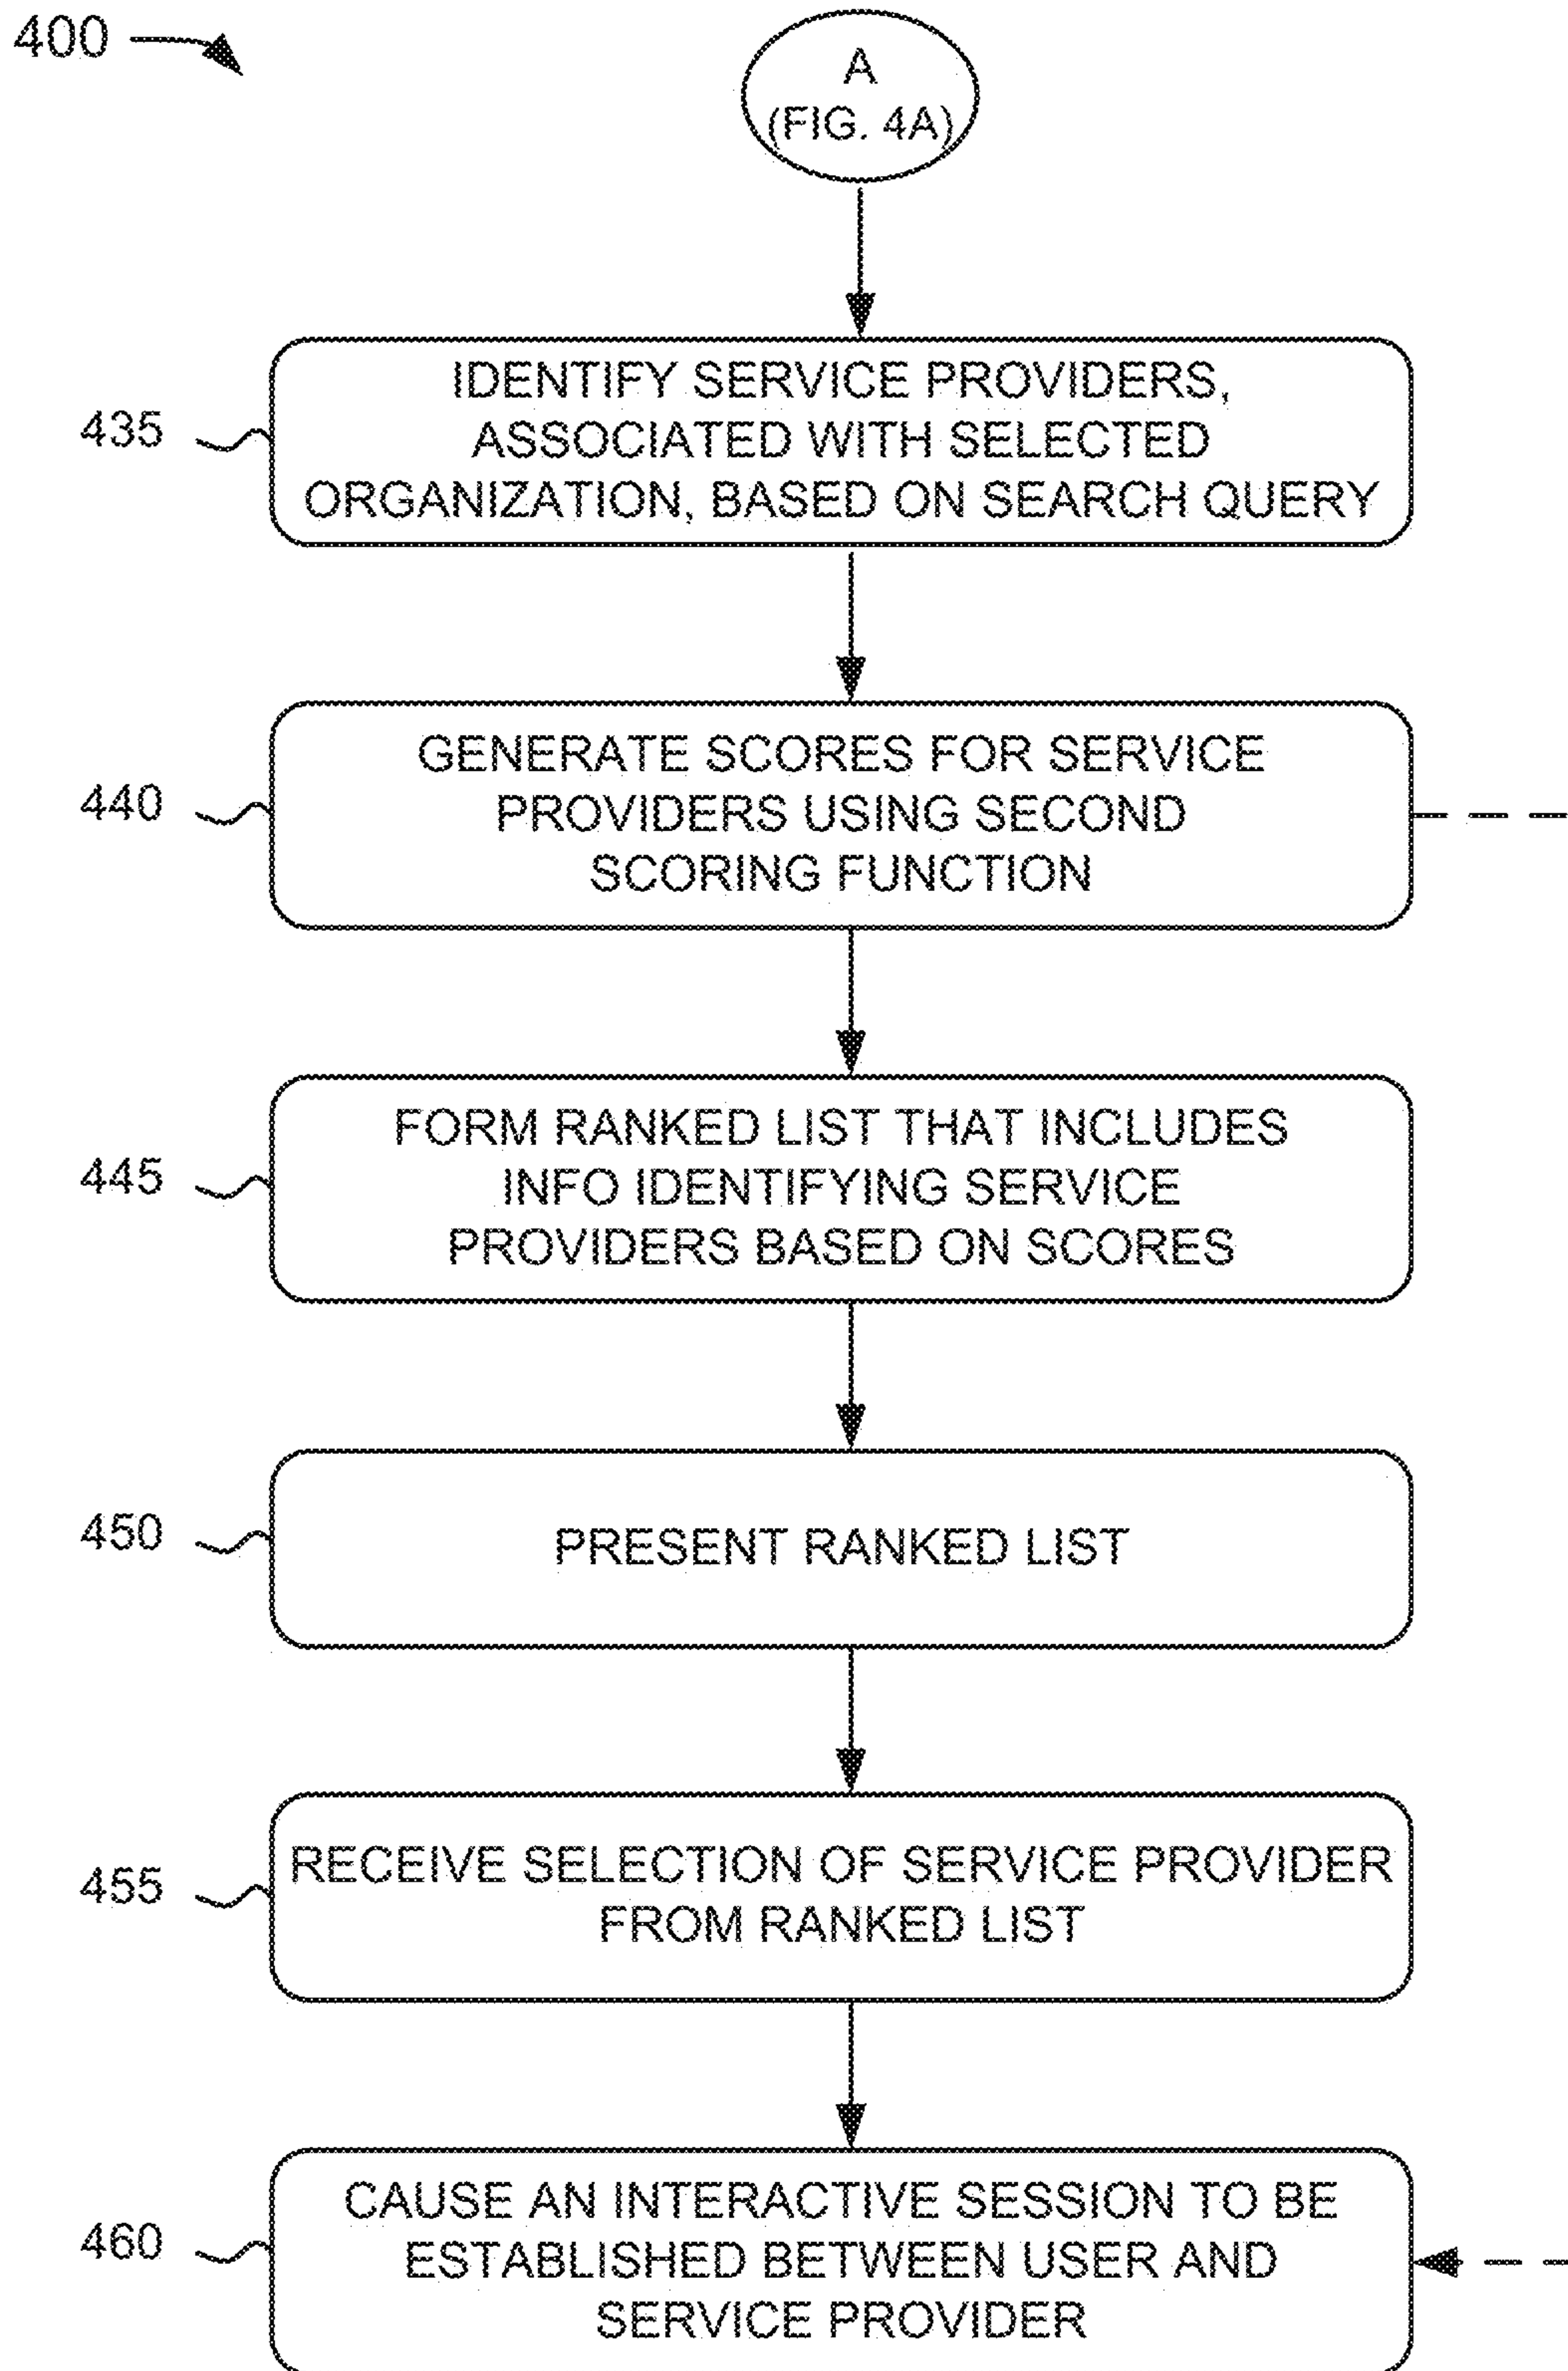 400
A
(FIG. 4A)
IDENTIFY SERVICE PROVIDERS,
ASSOCIATED WITH SELECTED
ORGANIZATION, BASED ON SEARCH QUERY
435
GENERATE SCORES FOR SERVICE
PROVIDERS USING SECOND
SCORING FUNCTION
440
FORM RANKED LIST THAT INCLUDES
INFO IDENTIFYING SERVICE
PROVIDERS BASED ON SCORES
445
PRESENT RANKED LIST
450
RECEIVE SELECTION OF SERVICE PROVIDER
FROM RANKED LIST
455
CAUSE AN INTERACTIVE SESSION TO BE
ESTABLISHED BETWEEN USER AND
SERVICE PROVIDER
460